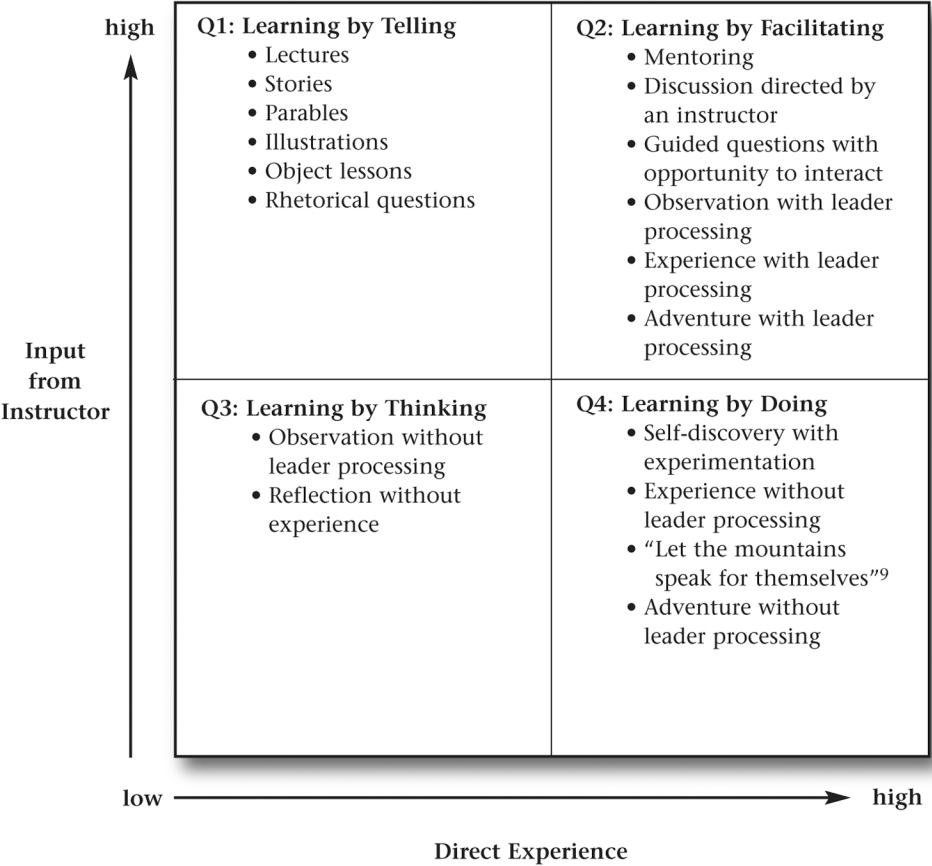 high
Q1: Learning by Telling
• Lectures
• Stories
• Parables
• Illustrations
• Object lessons
• Rhetorical questions
Q2: Learning by Facilitating
• Mentoring
• Discussion directed by
an instructor
• Guided questions with
opportunity to interact
• Observation with leader
processing
• Experience with leader
processing
• Adventure with leader
processing
Input
from
Instructor
Q3: Learning by Thinking
• Observation without
leader processing
• Reflection without
experience
Q4: Learning by Doing
• Self-discovery with
experimentation
• Experience without
leader processing
• “Let the mountains
speak for themselves”⁹
• Adventure without
leader processing
low
high
Direct Experience